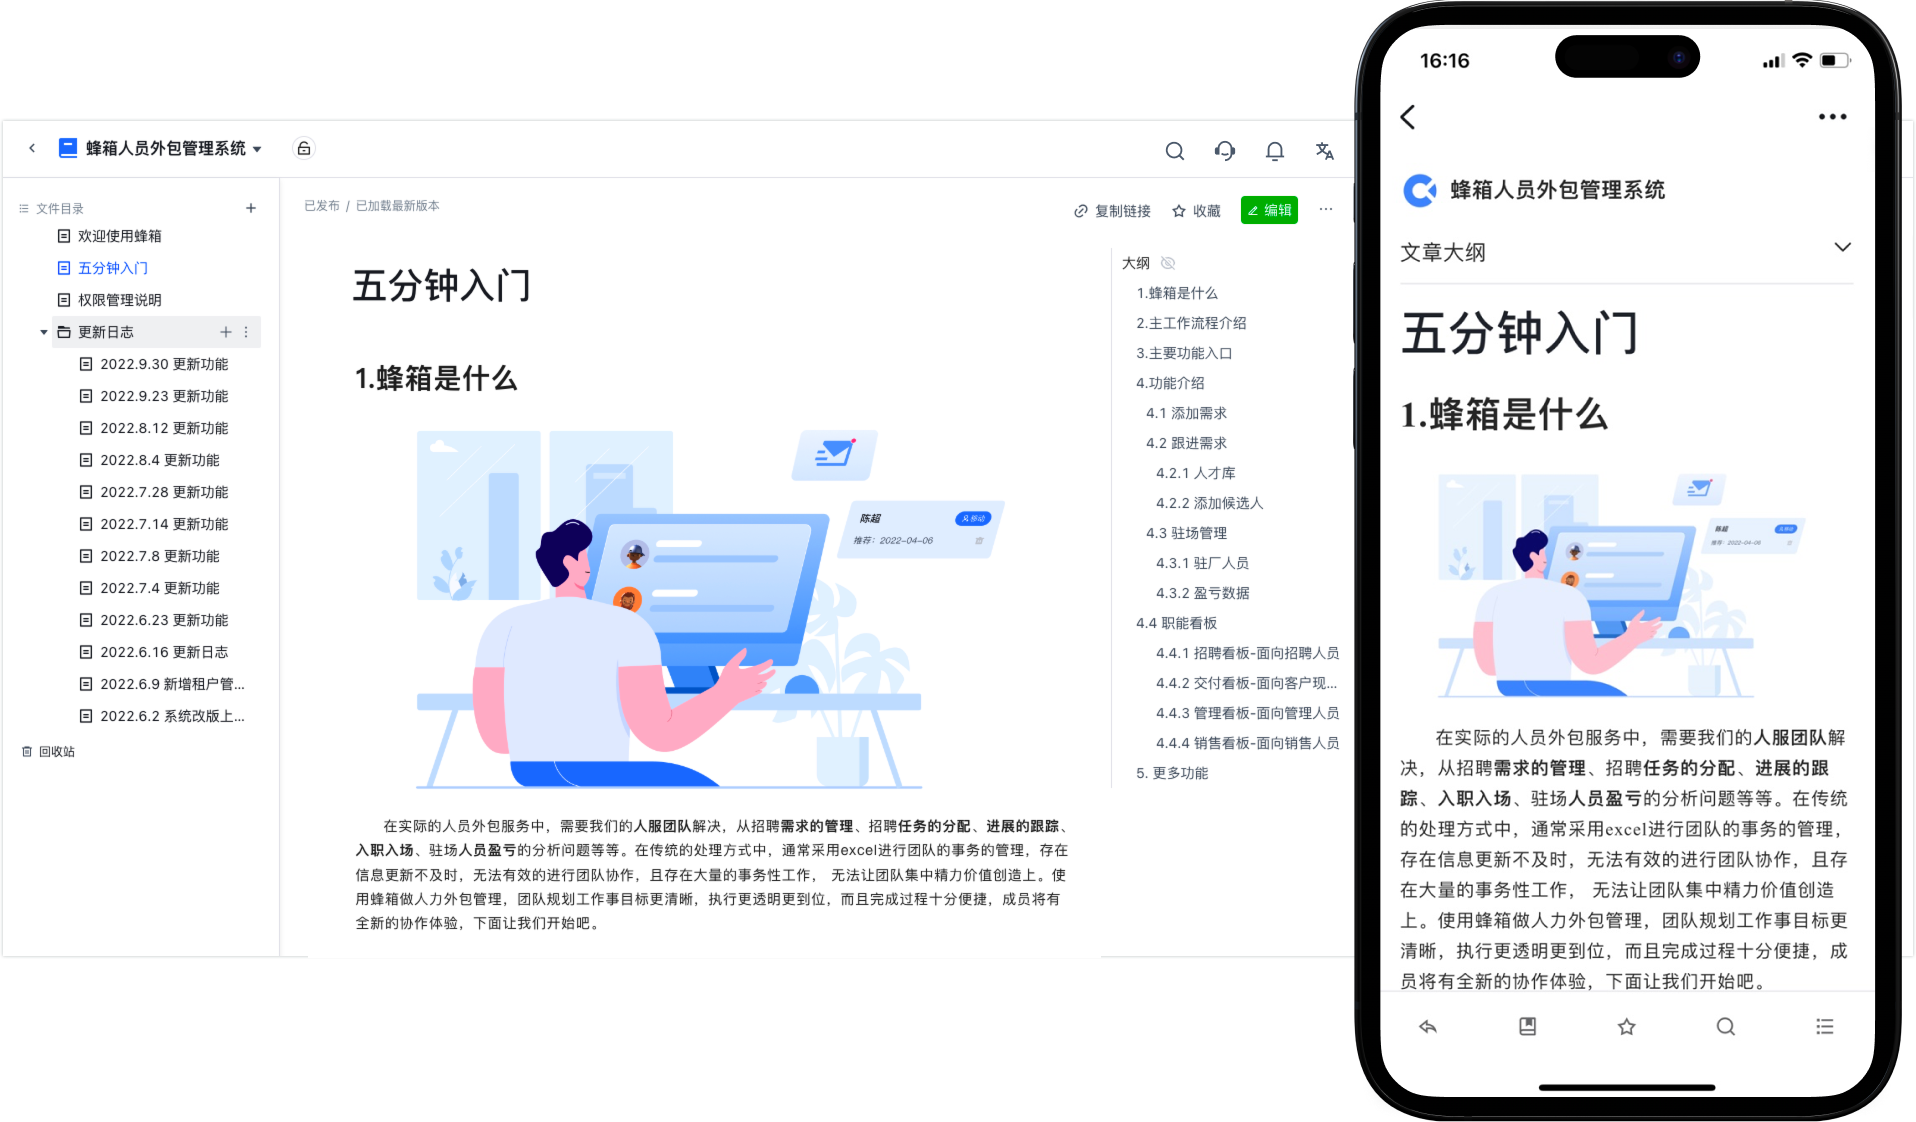 蜂箱人员外包管理系统
文件目录
欢迎使用蜂箱
五分钟入门
权限管理说明
更新日志
2022.9.30 更新功能
2022.9.23 更新功能
2022.8.12 更新功能
2022.8.4 更新功能
2022.7.28 更新功能
2022.7.14 更新功能
2022.7.8 更新功能
2022.7.4 更新功能
2022.6.23 更新功能
2022.6.16 更新日志
2022.6.9 新增租户管...
2022.6.2 系统改版上...
回收站
已发布 / 已加载最新版本
复制链接 收藏 编辑
五分钟入门
1.蜂箱是什么
陈超
移动
推荐：2022-04-06
在实际的人员外包服务中，需要我们的人服团队解决，从招聘需求的管理、招聘任务的分配、进展的跟踪、
入职入场、驻场人员盈亏的分析问题等等。在传统的处理方式中，通常采用excel进行团队的事务的管理，存在
信息更新不及时，无法有效的进行团队协作，且存在大量的事务性工作， 无法让团队集中精力价值创造上。使
用蜂箱做人力外包管理，团队规划工作事目标更清晰，执行更透明更到位，而且完成过程十分便捷，成员将有
全新的协作体验，下面让我们开始吧。
大纲
1.蜂箱是什么
2.主工作流程介绍
3.主要功能入口
4.功能介绍
4.1 添加需求
4.2 跟进需求
4.2.1 人才库
4.2.2 添加候选人
4.3 驻场管理
4.3.1 驻厂人员
4.3.2 盈亏数据
4.4 职能看板
4.4.1 招聘看板-面向招聘人员
4.4.2 交付看板-面向客户现...
4.4.3 管理看板-面向管理人员
4.4.4 销售看板-面向销售人员
5. 更多功能
16:16
蜂箱人员外包管理系统
文章大纲
五分钟入门
1.蜂箱是什么
陈超
移动
推荐：2022-04-06
在实际的人员外包服务中，需要我们的人服团队解
决，从招聘需求的管理、招聘任务的分配、进展的跟
踪、入职入场、驻场人员盈亏的分析问题等等。在传统
的处理方式中，通常采用excel进行团队的事务的管理，
存在信息更新不及时，无法有效的进行团队协作，且存
在大量的事务性工作， 无法让团队集中精力价值创造
上。使用蜂箱做人力外包管理，团队规划工作事目标更
清晰，执行更透明更到位，而且完成过程十分便捷，成
员将有全新的协作体验，下面让我们开始吧。